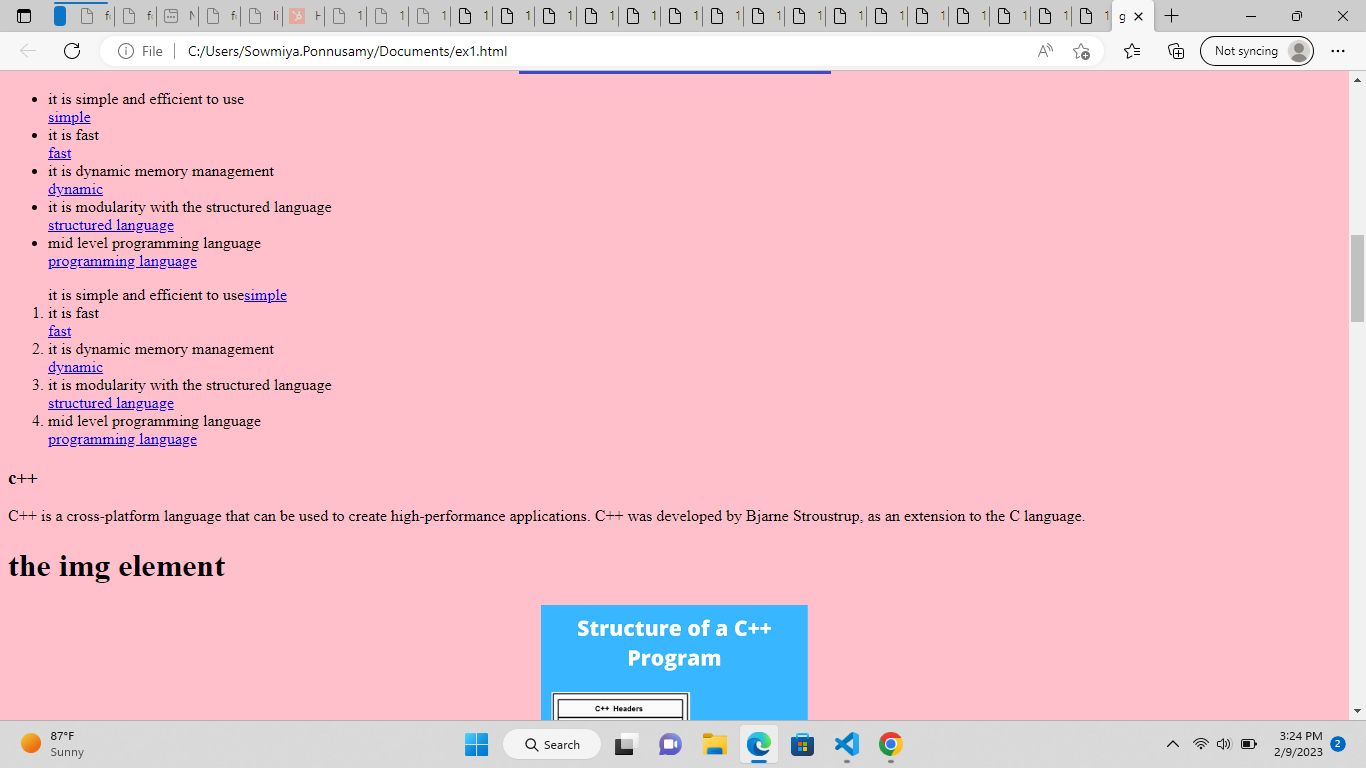 File
C:/Users/Sowmiya.Ponnusamy/Documents/ex1.html
Not syncing
• it is simple and efficient to use
simple
• it is fast
fast
• it is dynamic memory management
dynamic
• it is modularity with the structured language
structured language
• mid level programming language
programming language
it is simple and efficient to usesimple
1. it is fast
fast
2. it is dynamic memory management
dynamic
3. it is modularity with the structured language
structured language
4. mid level programming language
programming language
c++
C++ is a cross-platform language that can be used to create high-performance applications. C++ was developed by Bjarne Stroustrup, as an extension to the C language.
the img element
Structure of a C++
Program
C++ Headers
87°F
Sunny
Search
3:24 PM
2/9/2023
2